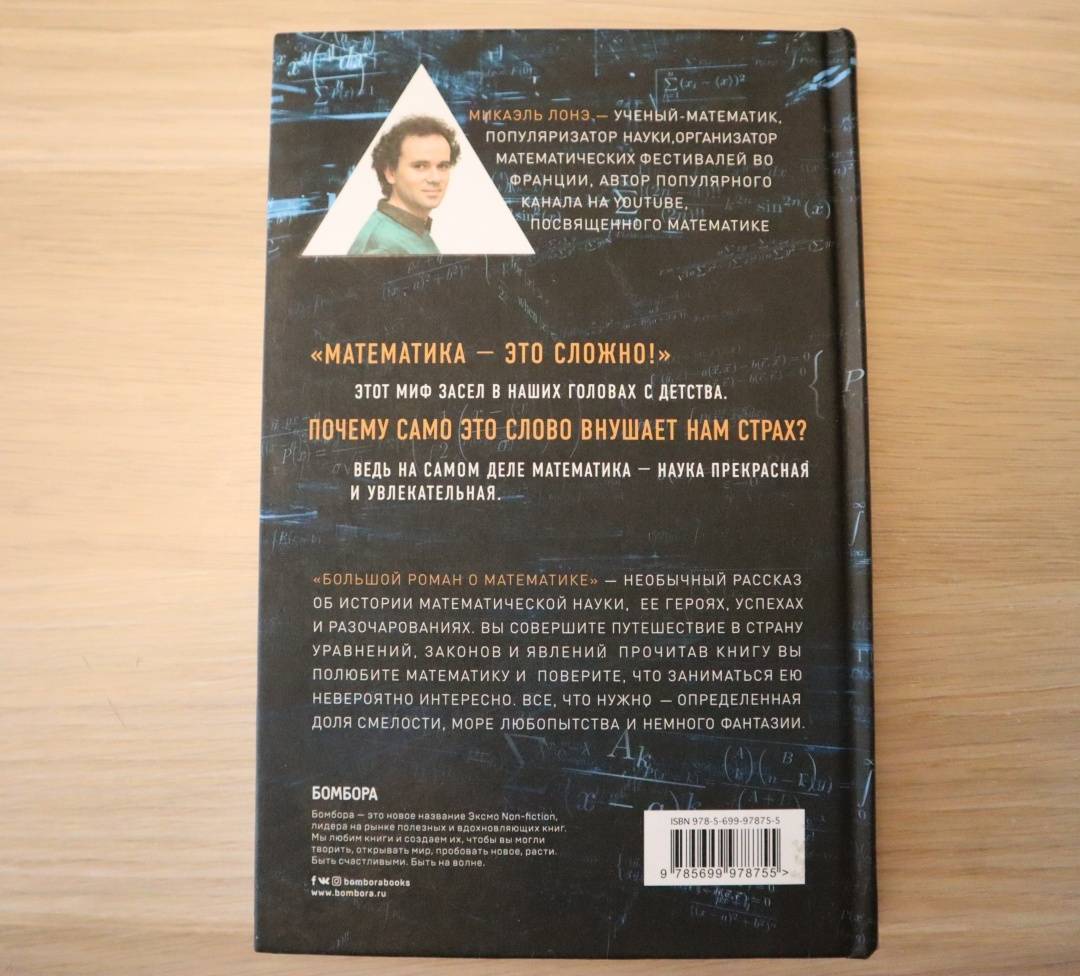 МИКАЭЛЬ ЛОНЭ — УЧЕНЫЙ-МАТЕМАТИК,
ПОПУЛЯРИЗАТОР НАУКИ,ОРГАНИЗАТОР
МАТЕМАТИЧЕСКИХ ФЕСТИВАЛЕЙ ВО
ФРАНЦИИ, АВТОР ПОПУЛЯРНОГО
КАНАЛА НА YOUTUBE,
ПОСВЯЩЕННОГО МАТЕМАТИКЕ
«МАТЕМАТИКА — ЭТО СЛОЖНО!»
ЭТОТ МИФ ЗАСЕЛ В НАШИХ ГОЛОВАХ С ДЕТСТВА.
ПОЧЕМУ САМО ЭТО СЛОВО ВНУШАЕТ НАМ СТРАХ?
ВЕДЬ НА САМОМ ДЕЛЕ МАТЕМАТИКА — НАУКА ПРЕКРАСНАЯ
И УВЛЕКАТЕЛЬНАЯ.
«БОЛЬШОЙ РОМАН О МАТЕМАТИКЕ» — НЕОБЫЧНЫЙ РАССКАЗ
ОБ ИСТОРИИ МАТЕМАТИЧЕСКОЙ НАУКИ, ЕЕ ГЕРОЯХ, УСПЕХАХ
И РАЗОЧАРОВАНИЯХ. ВЫ СОВЕРШИТЕ ПУТЕШЕСТВИЕ В СТРАНУ
УРАВНЕНИЙ, ЗАКОНОВ И ЯВЛЕНИЙ ПРОЧИТАВ КНИГУ ВЫ
ПОЛЮБИТЕ МАТЕМАТИКУ И ПОВЕРИТЕ, ЧТО ЗАНИМАТЬСЯ ЕЮ
НЕВЕРОЯТНО ИНТЕРЕСНО. ВСЕ, ЧТО НУЖНО — ОПРЕДЕЛЕННАЯ
ДОЛЯ СМЕЛОСТИ, МОРЕ ЛЮБОПЫТСТВА И НЕМНОГО ФАНТАЗИИ.
БОМБОРА
Бомбора — это новое название Эксмо Non-fiction,
лидера на рынке полезных и вдохновляющих книг.
Мы любим книги и создаем их, чтобы вы могли
творить, открывать мир, пробовать новое, расти.
Быть счастливыми. Быть на волне.
bomborabooks
www.bombora.ru
ISBN 978-5-699-97875-5
9 785699 978755 >